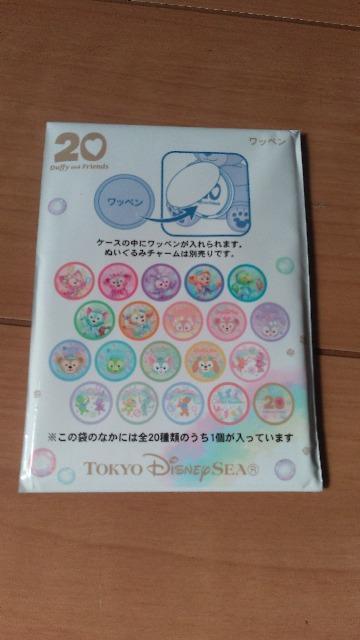 20
Duffy and Friends
ワッペン
ワッペン
ケースの中にワッペンが入れられます。
ぬいぐるみチャームは別売りです。
20
※この袋のなかには全20種類のうち1個が入っています
TOKYO DISNEYSEA®